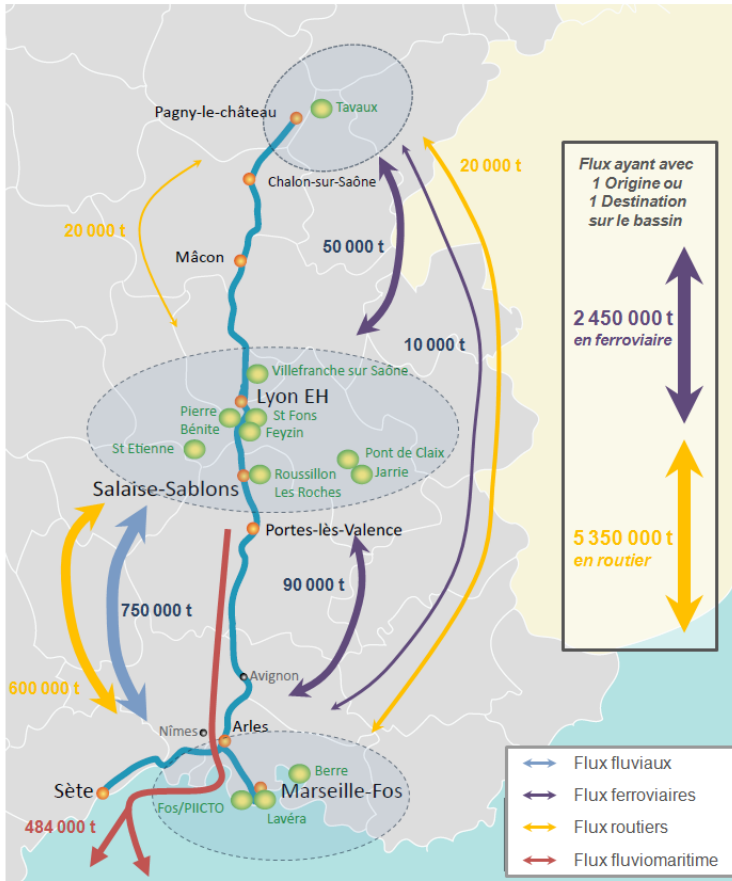 Pagny-le-château
Tavaux
Chalon-sur-Saône
20 000 t
20 000 t
50 000 t
Mâcon
10 000 t
Villefranche sur Saône
Lyon EH
Pierre
Bénite
St Fons
Feyzin
St Etienne
Pont de Claix
Jarrie
Roussillon
Les Roches
Salaise-Sablons
Portes-lès-Valence
750 000 t
90 000 t
600 000 t
Avignon
Nîmes
Arles
Berre
Sète
Marseille-Fos
Fos/PIICTO
Lavéra
484 000 t
Flux ayant avec
1 Origine ou
1 Destination
sur le bassin
2 450 000 t
en ferroviaire
5 350 000 t
en routier
Flux fluviaux
Flux ferroviaires
Flux routiers
Flux fluviomaritime